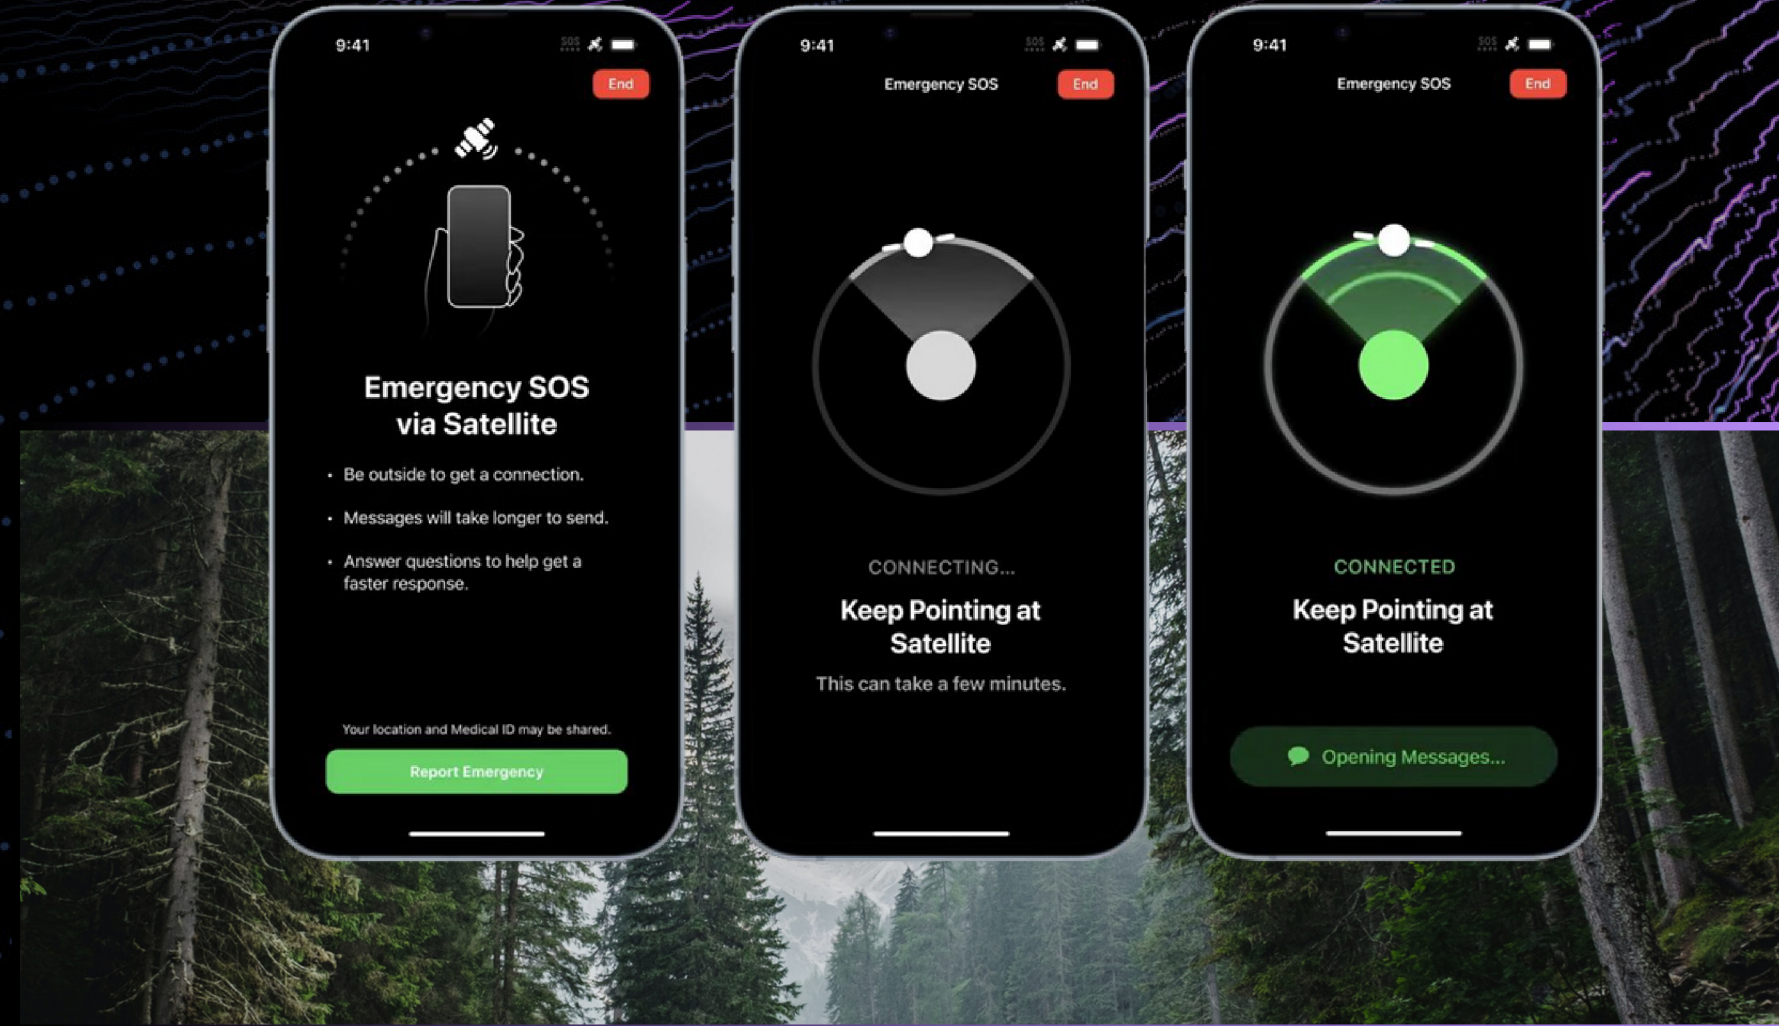 9:41
SOS
End
Emergency SOS
via Satellite
• Be outside to get a connection.
• Messages will take longer to send.
• Answer questions to help get a
faster response.
Your location and Medical ID may be shared.
Report Emergency
9:41
SOS
Emergency SOS
End
CONNECTING...
Keep Pointing at
Satellite
This can take a few minutes.
9:41
SOS
Emergency SOS
End
CONNECTED
Keep Pointing at
Satellite
Opening Messages...